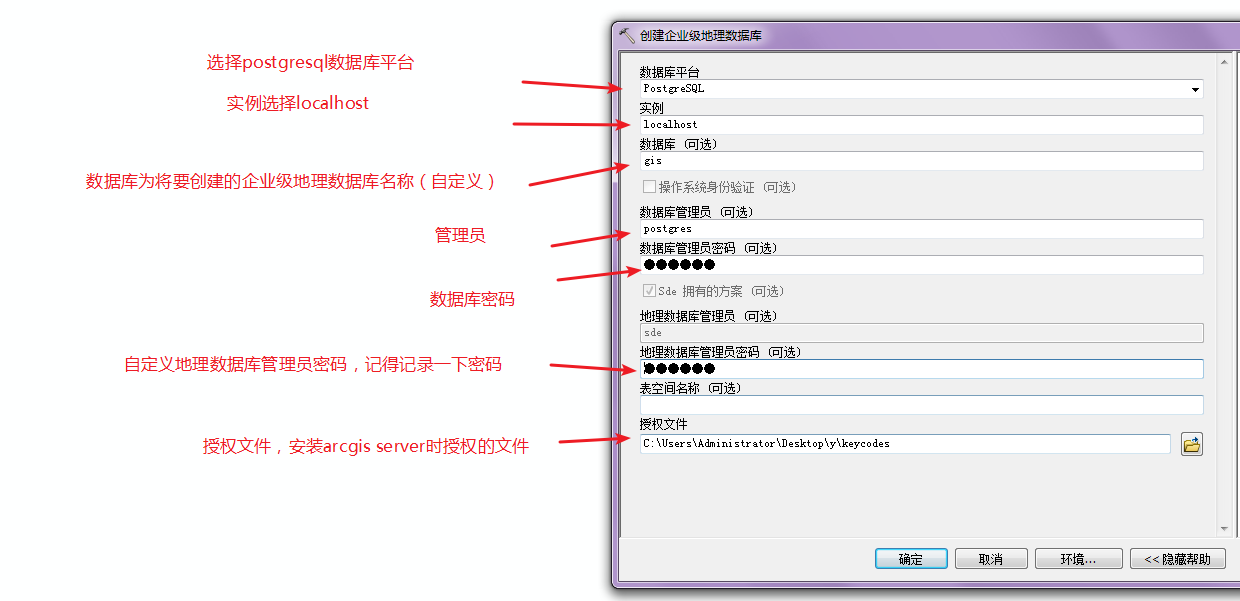 选择postgresql数据库平台
实例选择localhost
数据库为将要创建的企业级地理数据库名称（自定义）
管理员
数据库密码
自定义地理数据库管理员密码，记得记录一下密码
授权文件，安装arcgis server时授权的文件
创建企业级地理数据库
数据库平台
PostgreSQL
实例
localhost
数据库 (可选)
gis
操作系统身份验证 (可选)
数据库管理员 (可选)
postgres
数据库管理员密码 (可选)
●●●●●●
Sde 拥有的方案 (可选)
地理数据库管理员 (可选)
sde
地理数据库管理员密码 (可选)
●●●●●●
表空间名称 (可选)
授权文件
C:\Users\Administrator\Desktop\y\keycodes
确定
取消
环境...
<< 隐藏帮助